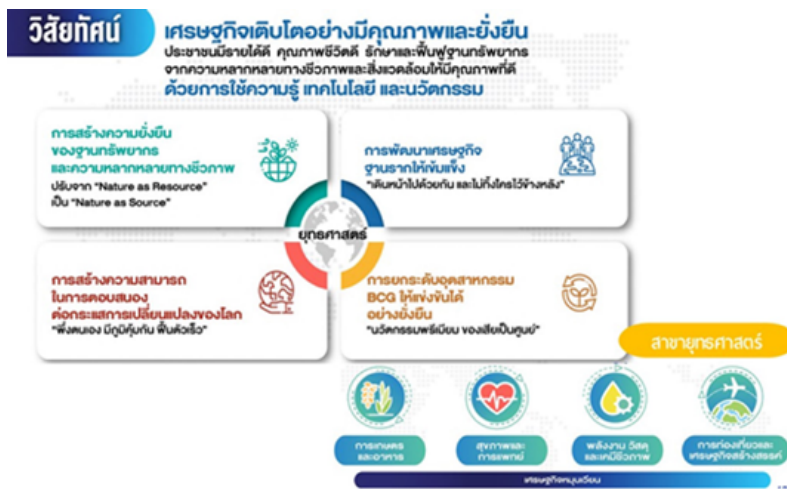 วิสัยทัศน์
เศรษฐกิจเติบโตอย่างมีคุณภาพและยั่งยืน
ประชาชนมีรายได้ดี คุณภาพชีวิตดี รักษาและฟื้นฟูฐานทรัพยากร
จากความหลากหลายทางชีวภาพและสิ่งแวดล้อมให้มีคุณภาพที่ดี
ด้วยการใช้ความรู้ เทคโนโลยี และนวัตกรรม
การสร้างความยั่งยืน
ของฐานทรัพยากร
และความหลากหลายทางชีวภาพ
ปรับจาก “Nature as Resource”
เป็น “Nature as Source”
การพัฒนาเศรษฐกิจ
ฐานรากให้เข้มแข็ง
"เดินหน้าไปด้วยกัน และไม่ทิ้งใครไว้ข้างหลัง"
ยุทธศาสตร์
การสร้างความสามารถ
ในการตอบสนอง
ต่อกระแสการเปลี่ยนแปลงของโลก
"พึ่งตนเอง มีภูมิคุ้มกัน ฟื้นตัวเร็ว"
การยกระดับอุตสาหกรรม
BCG ให้แข่งขันได้
อย่างยั่งยืน
"นวัตกรรมพรีเมียม ของเสียเป็นศูนย์"
สาขายุทธศาสตร์
การเกษตร
และอาหาร
สุขภาพและ
การแพทย์
พลังงาน วัสดุ
และเคมีชีวภาพ
การท่องเที่ยวและ
เศรษฐกิจสร้างสรรค์
เศรษฐกิจหมุนเวียน